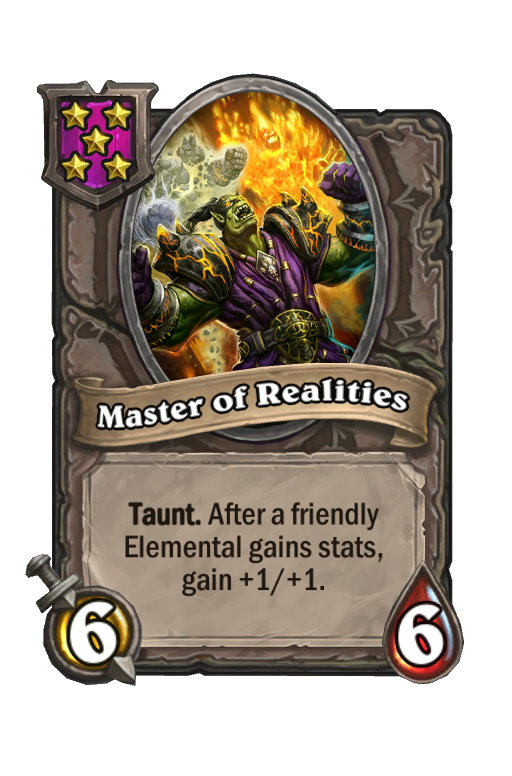 Master of Realities
Taunt. After a friendly
Elemental gains stats,
gain +1/+1.
6
6